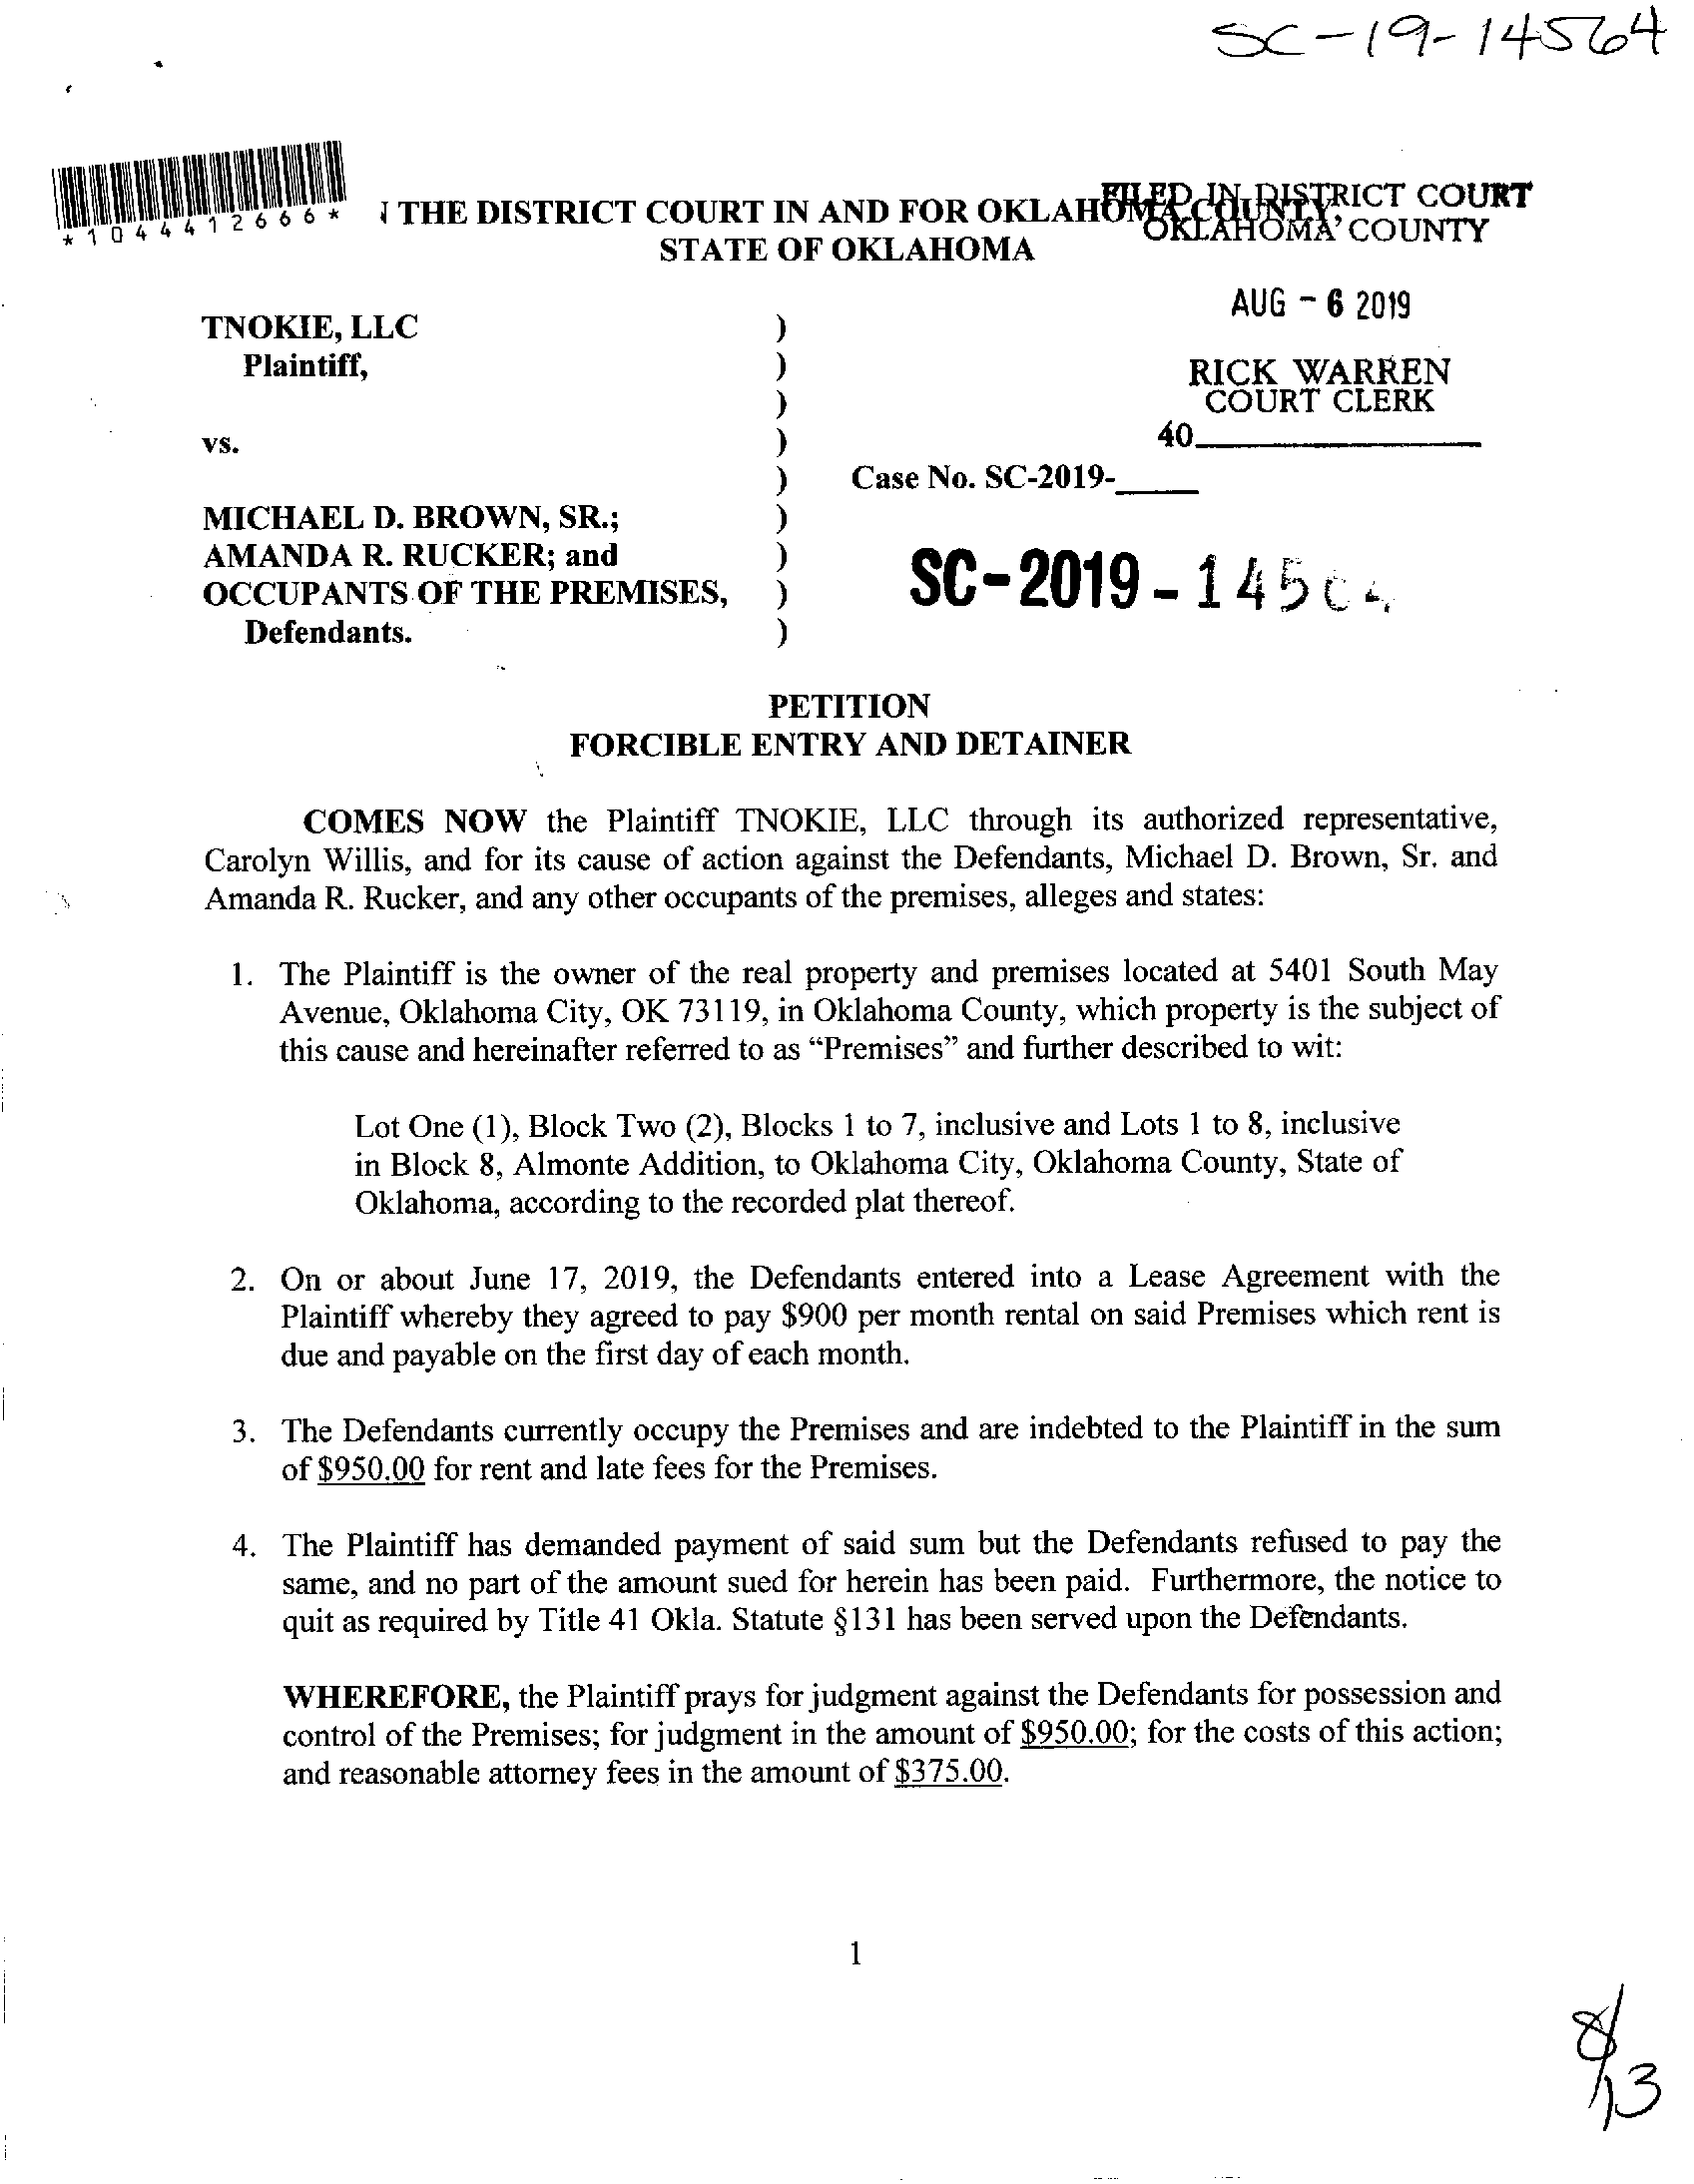 SC-19-14564
*1044412666*
THE DISTRICT COURT IN AND FOR OKLAHOMA COUNTY,
STATE OF OKLAHOMA
FILED IN DISTRICT COURT
OKLAHOMA COUNTY
AUG - 6 2019
RICK WARREN
COURT CLERK
40
TNOKIE, LLC )
Plaintiff, )
)
vs. )
) Case No. SC-2019-_____
MICHAEL D. BROWN, SR.; )
AMANDA R. RUCKER; and )
OCCUPANTS OF THE PREMISES, )
Defendants. )
SC-2019-145
PETITION
FORCIBLE ENTRY AND DETAINER
COMES NOW the Plaintiff TNOKIE, LLC through its authorized representative,
Carolyn Willis, and for its cause of action against the Defendants, Michael D. Brown, Sr. and
Amanda R. Rucker, and any other occupants of the premises, alleges and states:
1. The Plaintiff is the owner of the real property and premises located at 5401 South May
Avenue, Oklahoma City, OK 73119, in Oklahoma County, which property is the subject of
this cause and hereinafter referred to as “Premises” and further described to wit:
Lot One (1), Block Two (2), Blocks 1 to 7, inclusive and Lots 1 to 8, inclusive
in Block 8, Almonte Addition, to Oklahoma City, Oklahoma County, State of
Oklahoma, according to the recorded plat thereof.
2. On or about June 17, 2019, the Defendants entered into a Lease Agreement with the
Plaintiff whereby they agreed to pay $900 per month rental on said Premises which rent is
due and payable on the first day of each month.
3. The Defendants currently occupy the Premises and are indebted to the Plaintiff in the sum
of $950.00 for rent and late fees for the Premises.
4. The Plaintiff has demanded payment of said sum but the Defendants refused to pay the
same, and no part of the amount sued for herein has been paid. Furthermore, the notice to
quit as required by Title 41 Okla. Statute §131 has been served upon the Defendants.
WHEREFORE, the Plaintiff prays for judgment against the Defendants for possession and
control of the Premises; for judgment in the amount of $950.00; for the costs of this action;
and reasonable attorney fees in the amount of $375.00.
1
8/13